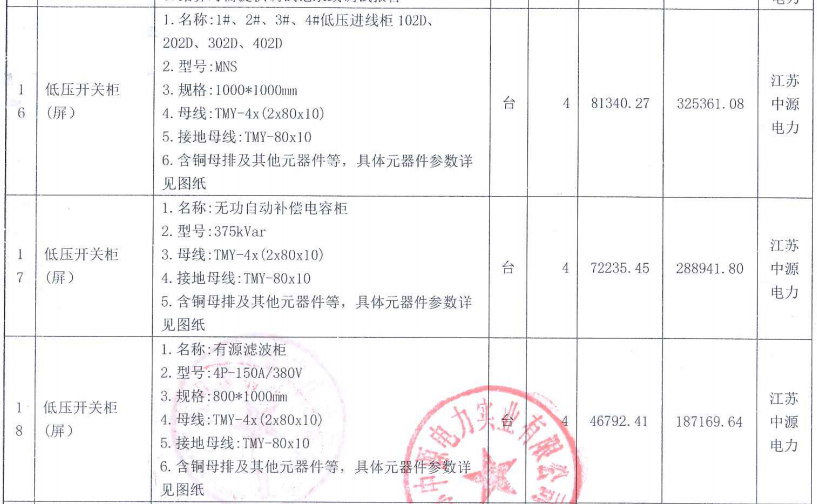 电力
1.名称:1#、2#、3#、4#低压进线柜 102D、
202D、302D、402D
2.型号:MNS
3.规格:1000*1000mm
4.母线:TMY-4x(2x80x10)
5.接地母线:TMY-80x10
6.含铜母排及其他元器件等，具体元器件参数详
见图纸
1
6
低压开关柜
(屏)
台
4
81340.27
325361.08
江苏
中源
电力
1.名称:无功自动补偿电容柜
2.型号:375kVar
3.母线:TMY-4x(2x80x10)
4.接地母线:TMY-80x10
5.含铜母排及其他元器件等，具体元器件参数详
见图纸
1
7
低压开关柜
(屏)
台
4
72235.45
288941.80
江苏
中源
电力
1.名称:有源滤波柜
2.型号:4P-150A/380V
3.规格:800*1000mm
4.母线:TMY-4x(2x80x10)
5.接地母线:TMY-80x10
6.含铜母排及其他元器件等，具体元器件参数详
见图纸
1
8
低压开关柜
(屏)
台
4
46792.41
187169.64
江苏
中源
电力
中源电力实业有限公司